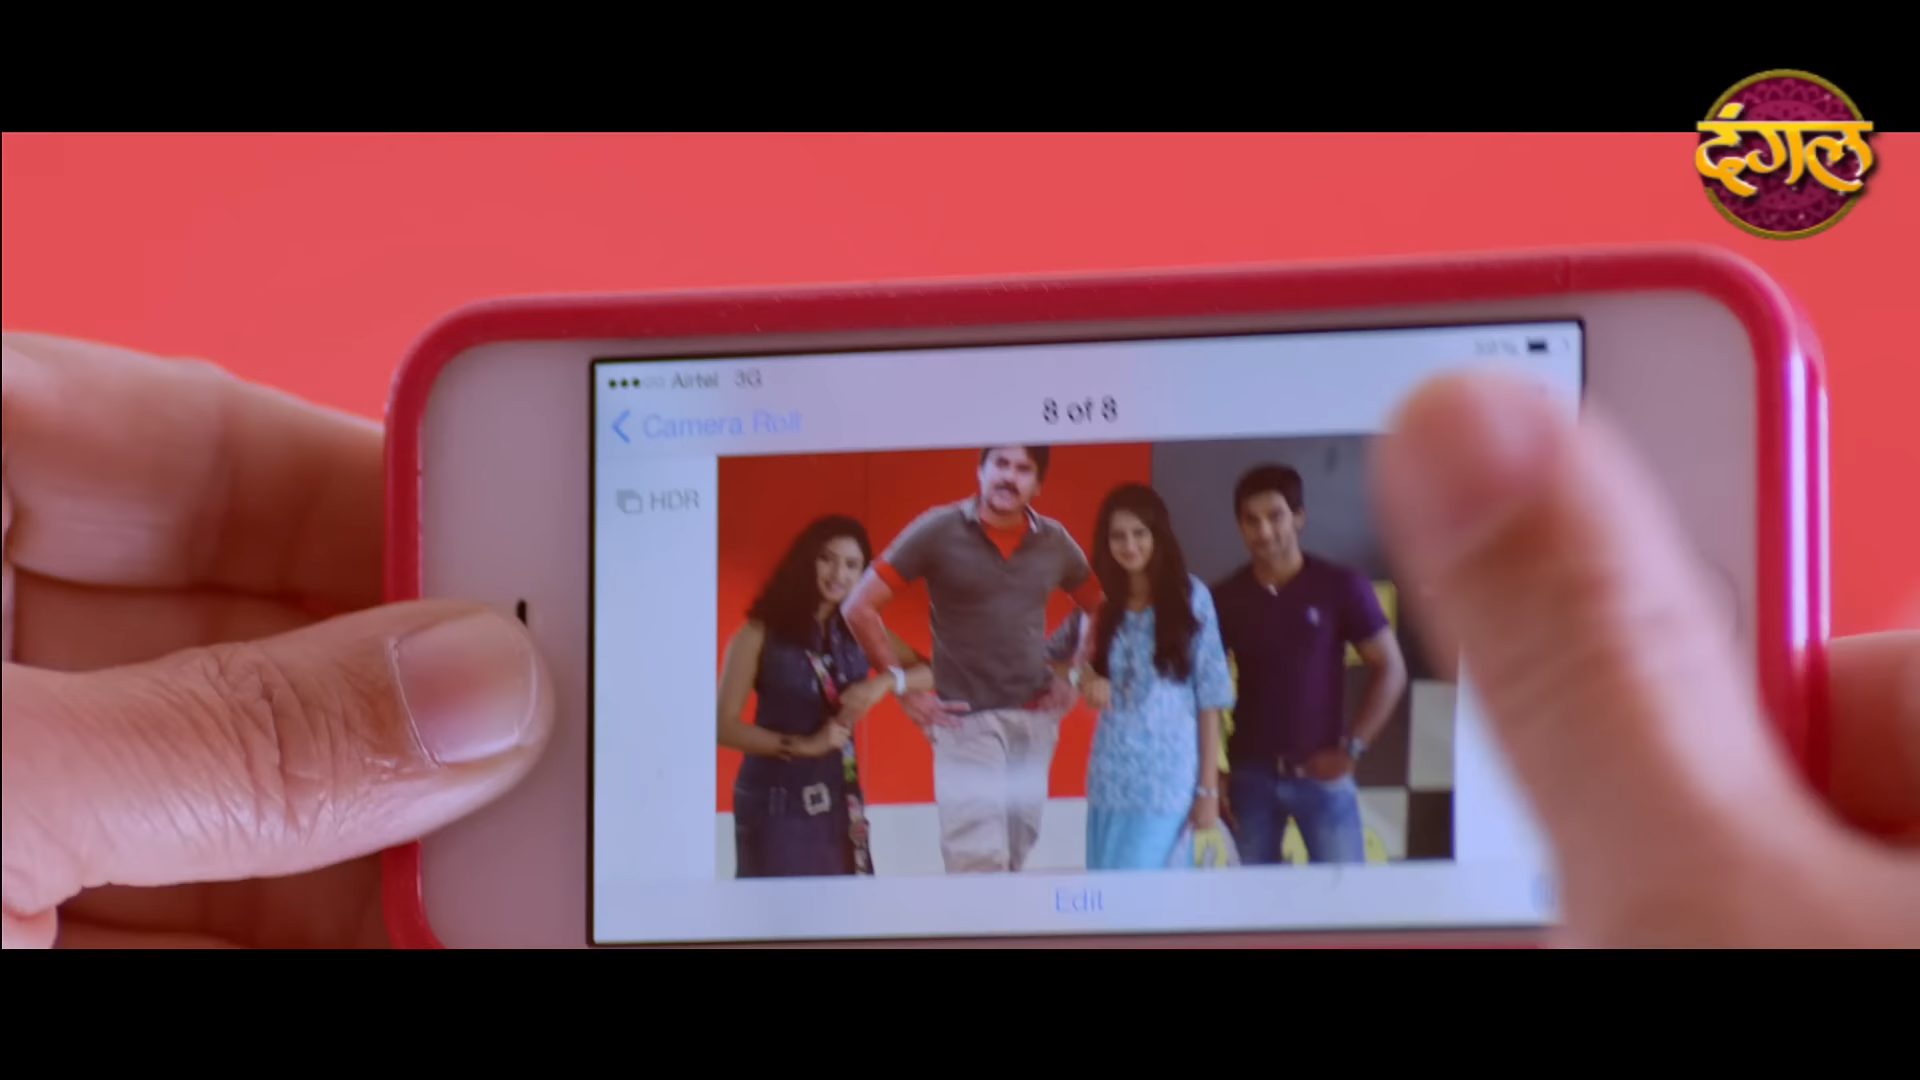 दंगल
Airtel 3G
Camera Roll
8 of 8
HDR
Edit